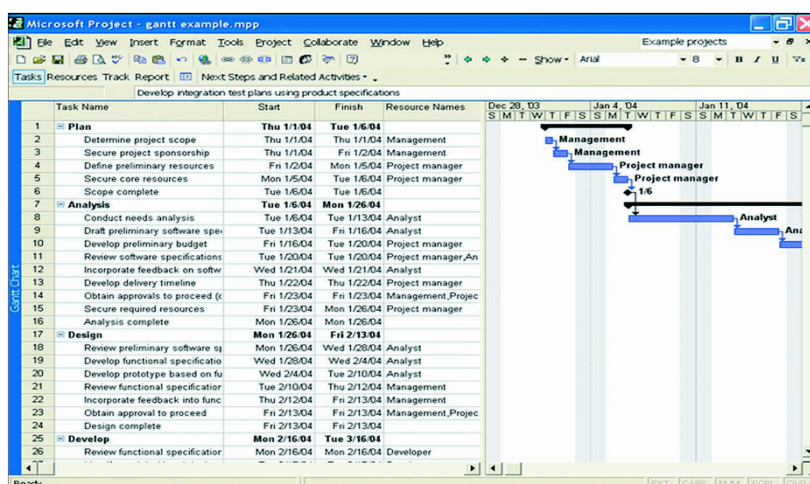 Microsoft Project - gantt example.mpp
File Edit View Insert Format Tools Project Collaborate Window Help Example projects
Show Arial 8 B I U
Tasks Resources Track Report Next Steps and Related Activities
Develop integration test plans using product specifications
Task Name Start Finish Resource Names Dec 28, '03 Jan 4, '04 Jan 11, '04
S M T W T F S S M T W T F S S M T W T F S
1 Plan Thu 1/1/04 Tue 1/6/04
2 Determine project scope Thu 1/1/04 Thu 1/1/04 Management Management
3 Secure project sponsorship Thu 1/1/04 Fri 1/2/04 Management Management
4 Define preliminary resources Fri 1/2/04 Mon 1/5/04 Project manager Project manager
5 Secure core resources Mon 1/5/04 Tue 1/6/04 Project manager Project manager
6 Scope complete Tue 1/6/04 Tue 1/6/04 1/6
7 Analysis Tue 1/6/04 Mon 1/26/04
8 Conduct needs analysis Tue 1/6/04 Tue 1/13/04 Analyst Analyst
9 Draft preliminary software spe Tue 1/13/04 Fri 1/16/04 Analyst Ana
10 Develop preliminary budget Fri 1/16/04 Tue 1/20/04 Project manager
11 Review software specifications Tue 1/20/04 Tue 1/20/04 Project manager,An
12 Incorporate feedback on softw Wed 1/21/04 Wed 1/21/04 Analyst
13 Develop delivery timeline Thu 1/22/04 Thu 1/22/04 Project manager
14 Obtain approvals to proceed (c Fri 1/23/04 Fri 1/23/04 Management,Projec
15 Secure required resources Fri 1/23/04 Mon 1/26/04 Project manager
16 Analysis complete Mon 1/26/04 Mon 1/26/04
17 Design Mon 1/26/04 Fri 2/13/04
18 Review preliminary software sp Mon 1/26/04 Wed 1/28/04 Analyst
19 Develop functional specificatio Wed 1/28/04 Wed 2/4/04 Analyst
20 Develop prototype based on fu Wed 2/4/04 Tue 2/10/04 Analyst
21 Review functional specification Tue 2/10/04 Thu 2/12/04 Management
22 Incorporate feedback into func Thu 2/12/04 Fri 2/13/04 Management
23 Obtain approval to proceed Fri 2/13/04 Fri 2/13/04 Management,Projec
24 Design complete Fri 2/13/04 Fri 2/13/04
25 Develop Mon 2/16/04 Tue 3/16/04
26 Review functional specification Mon 2/16/04 Mon 2/16/04 Developer
Gantt Chart
Ready EXT CAPS NUM SCRL OVR